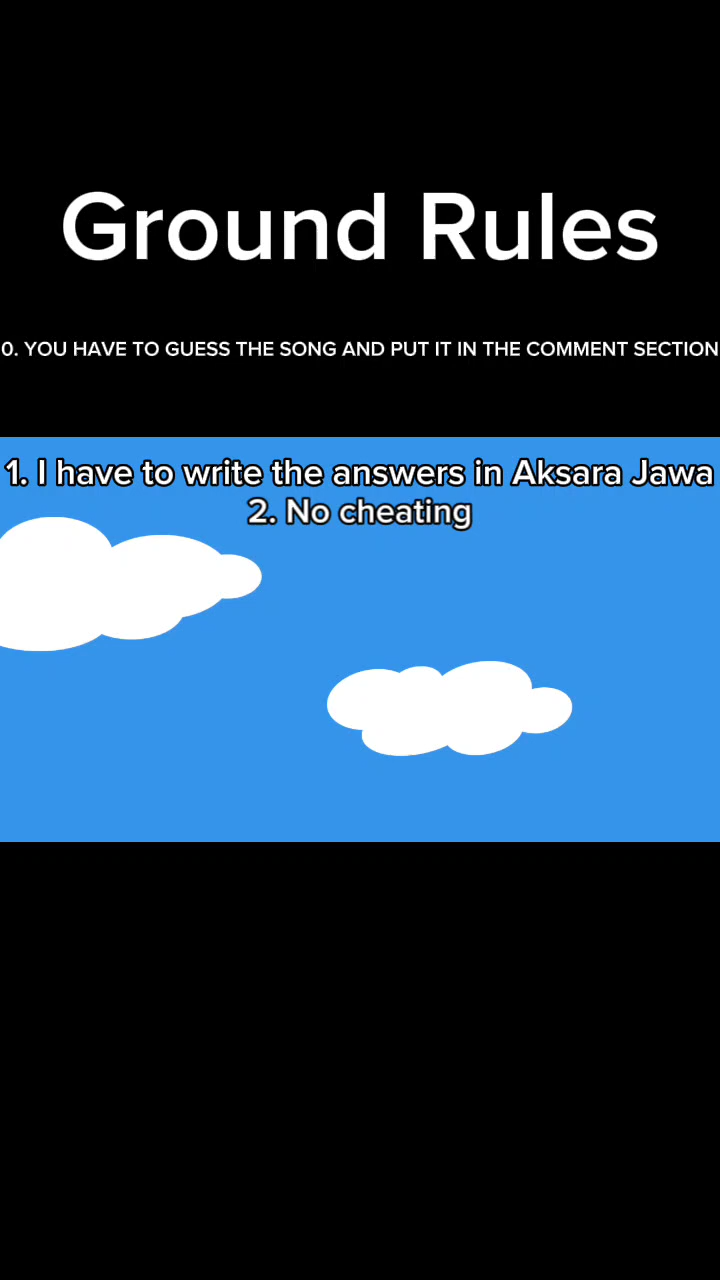 Ground Rules
0. YOU HAVE TO GUESS THE SONG AND PUT IT IN THE COMMENT SECTION
1. I have to write the answers in Aksara Jawa
2. No cheating